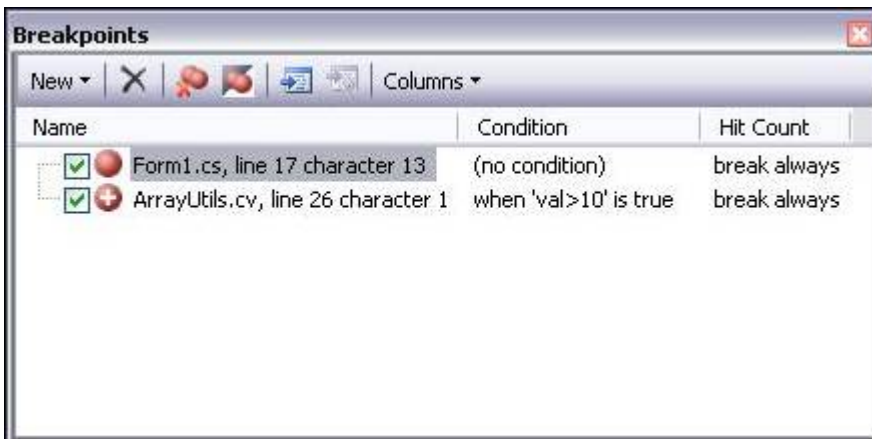 Breakpoints
New Columns
Name Condition Hit Count
Form1.cs, line 17 character 13 (no condition) break always
ArrayUtils.cv, line 26 character 1 when 'val>10' is true break always